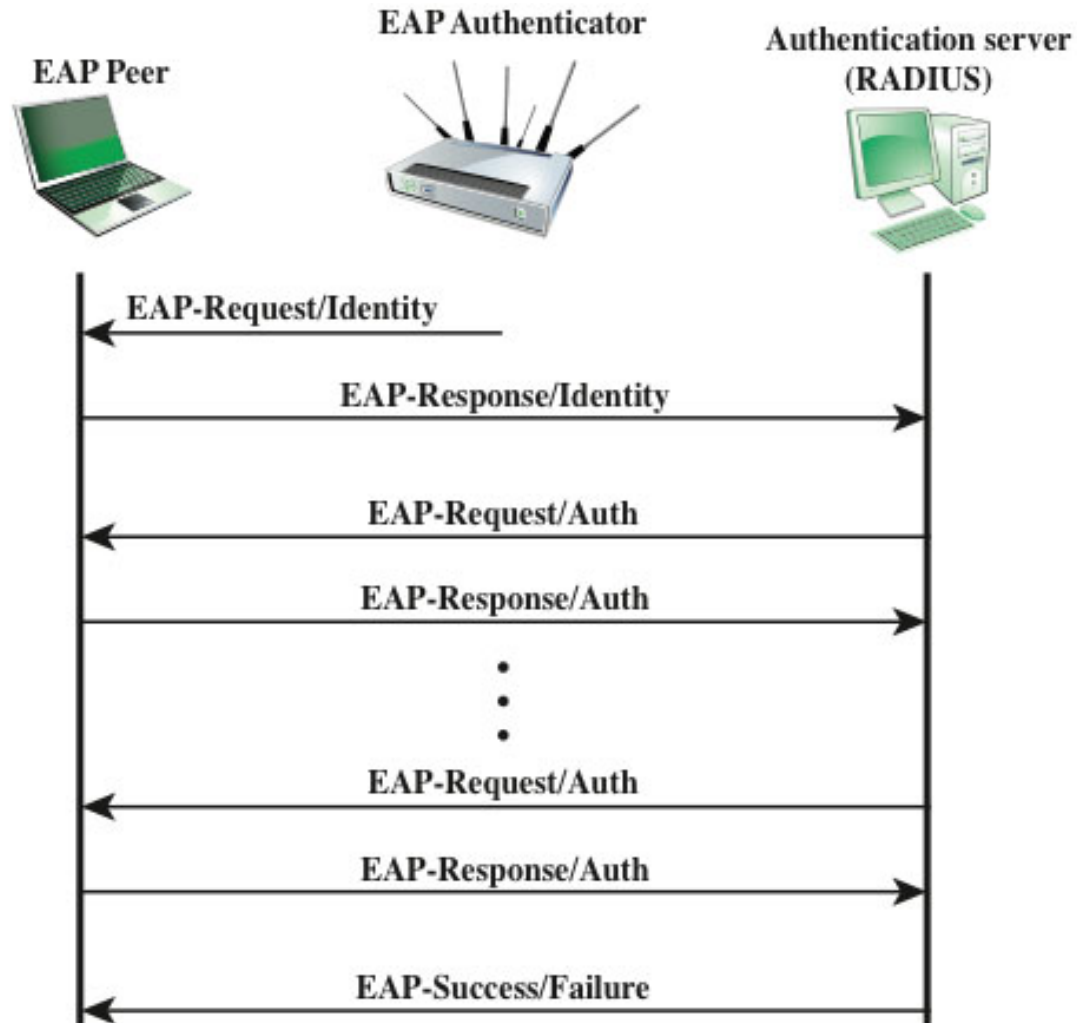 EAP Peer
EAP Authenticator
Authentication server
(RADIUS)
EAP-Request/Identity
EAP-Response/Identity
EAP-Request/Auth
EAP-Response/Auth
EAP-Request/Auth
EAP-Response/Auth
EAP-Success/Failure